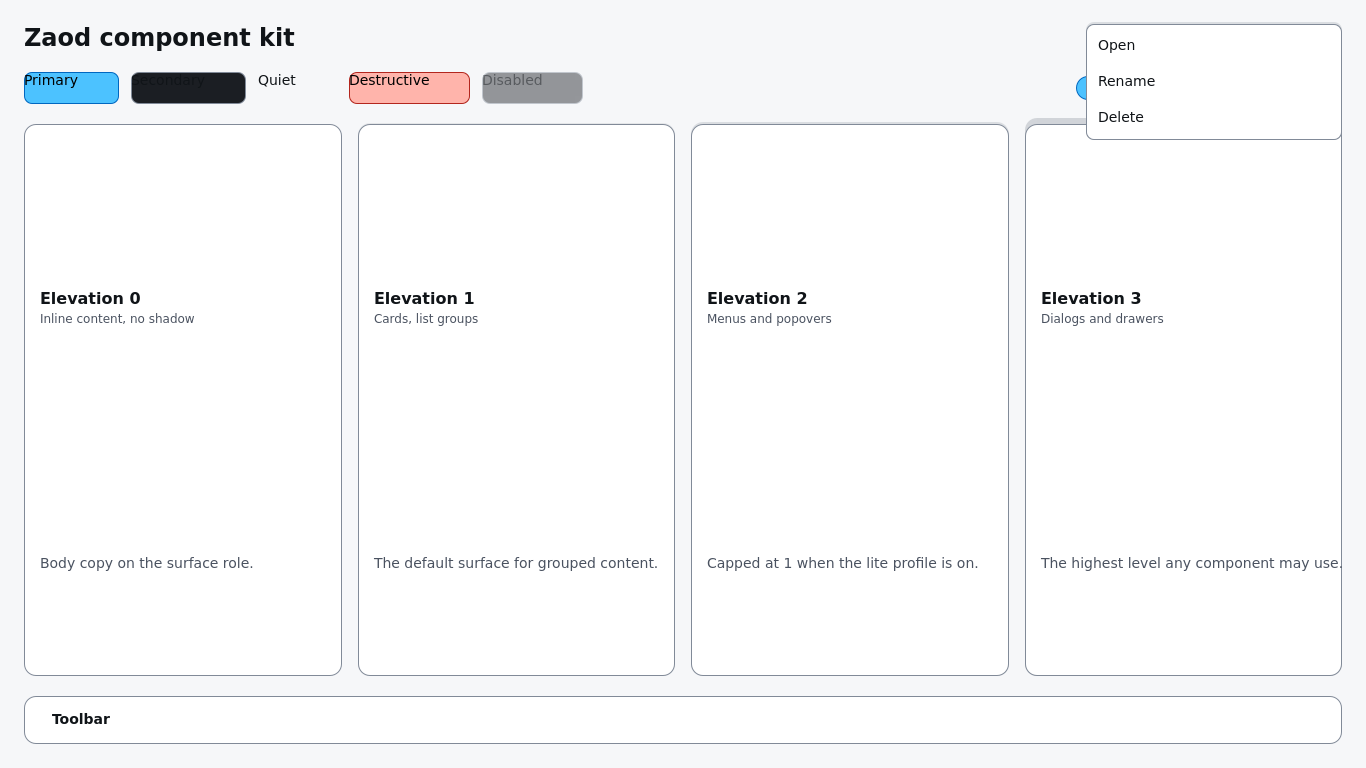 Zaod component kit
Open
Rename
Delete
Primary
Secondary
Quiet
Destructive
Disabled
Elevation 0
Inline content, no shadow
Body copy on the surface role.
Elevation 1
Cards, list groups
The default surface for grouped content.
Elevation 2
Menus and popovers
Capped at 1 when the lite profile is on.
Elevation 3
Dialogs and drawers
The highest level any component may use.
Toolbar